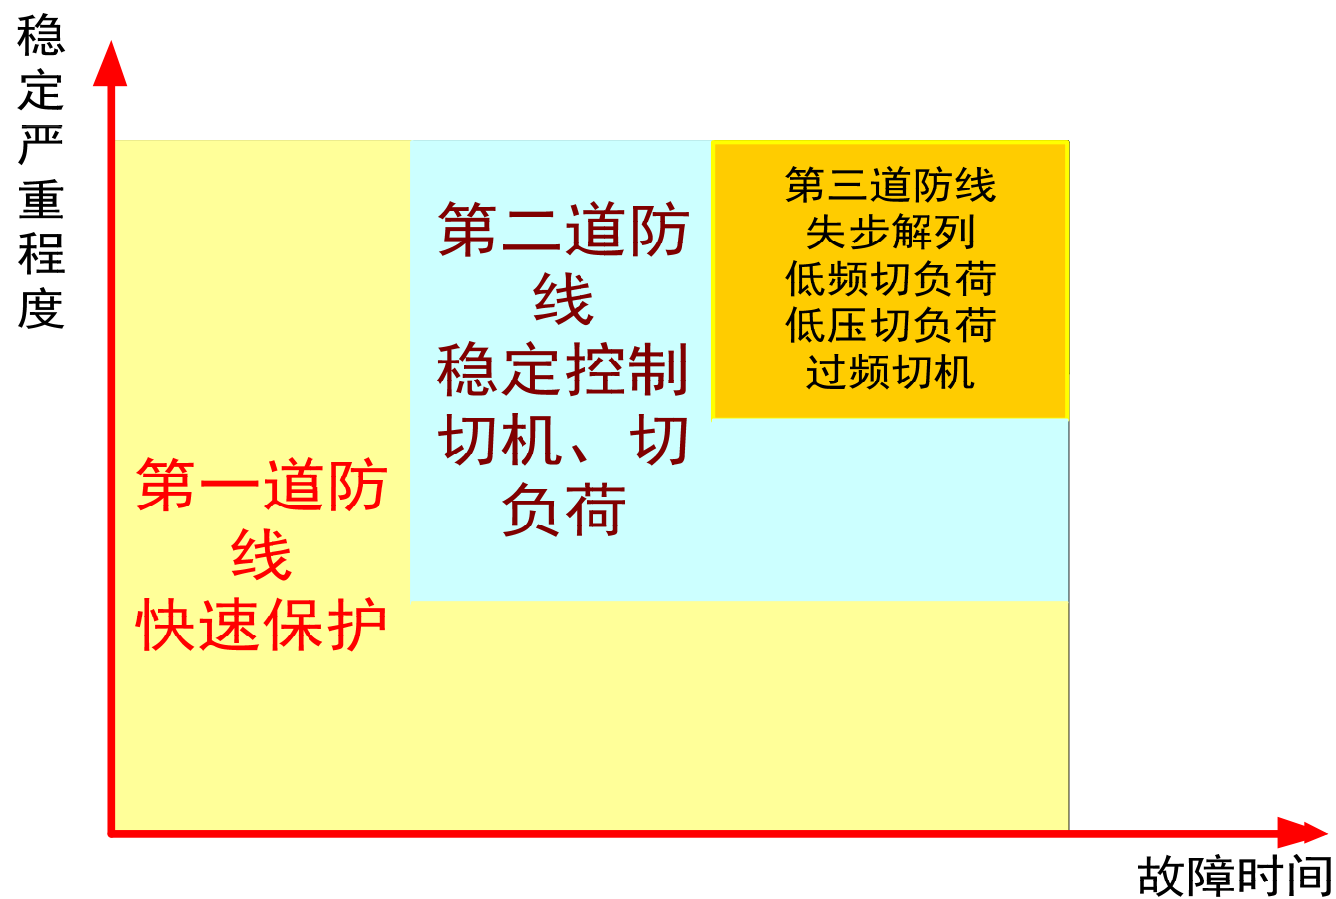 稳定严重程度
第一道防
线
快速保护
第二道防
线
稳定控制
切机、切
负荷
第三道防线
失步解列
低频切负荷
低压切负荷
过频切机
故障时间